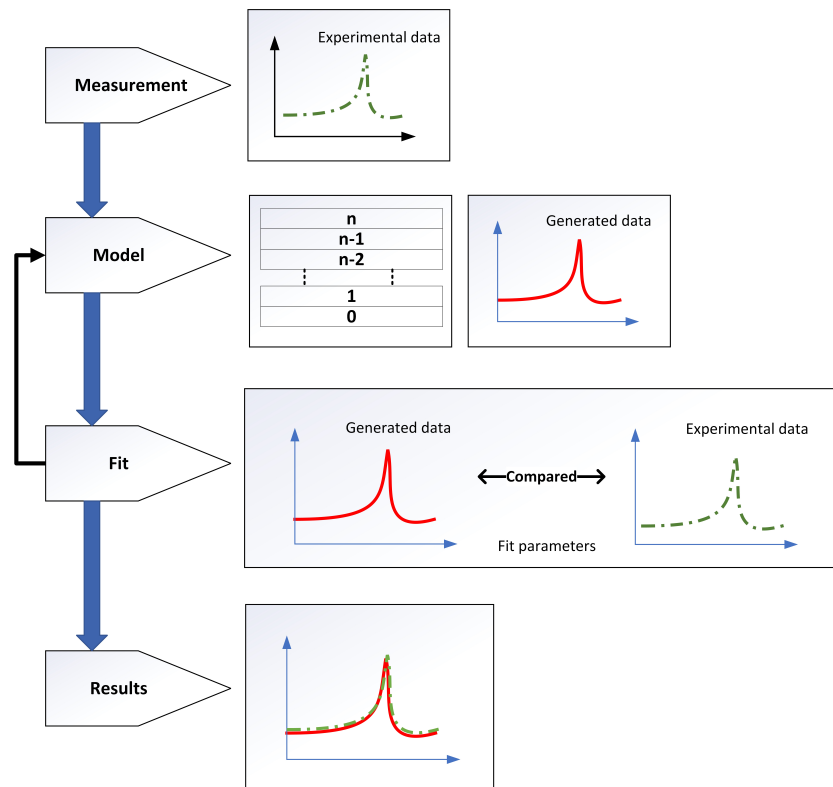 Measurement
Experimental data
Model
n
n-1
n-2
1
0
Generated data
Fit
Generated data
Compared
Experimental data
Fit parameters
Results